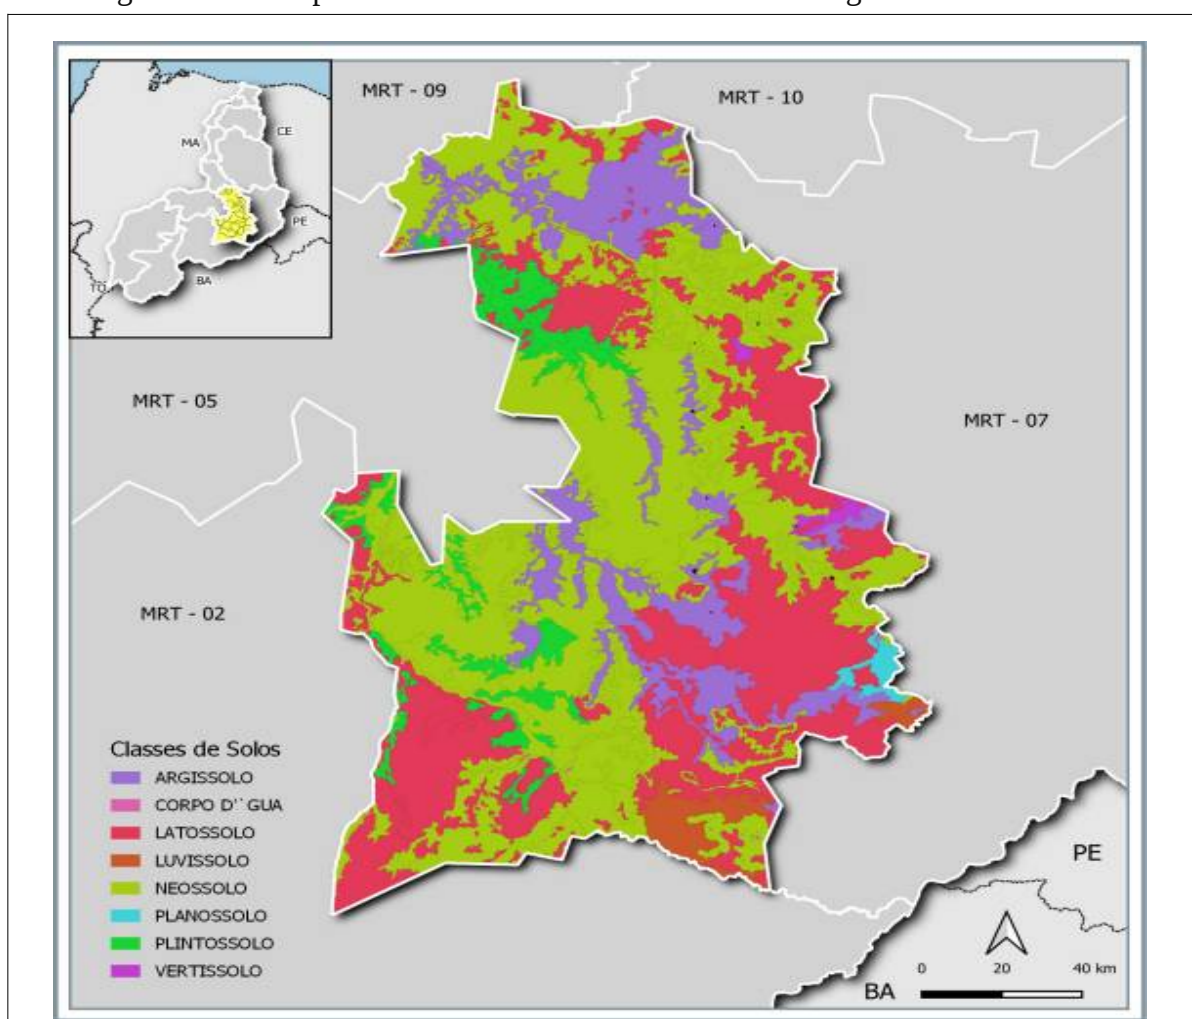 MRT - 09
MRT - 10
MA
CE
PE
TO
BA
MRT - 05
MRT - 07
MRT - 02
Classes de Solos
ARGISSOLO
CORPO D'`GUA
LATOSSOLO
LUVISSOLO
NEOSSOLO
PLANOSSOLO
PLINTOSSOLO
VERTISSOLO
PE
0 20 40 km
BA